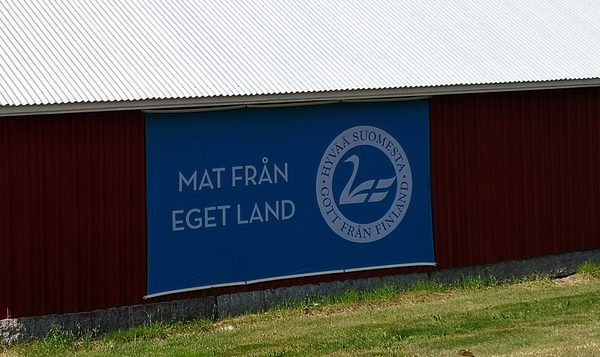 MAT FRÅN
EGET LAND
HYVÄÄ SUOMESTA
GOTT FRÅN FINLAND